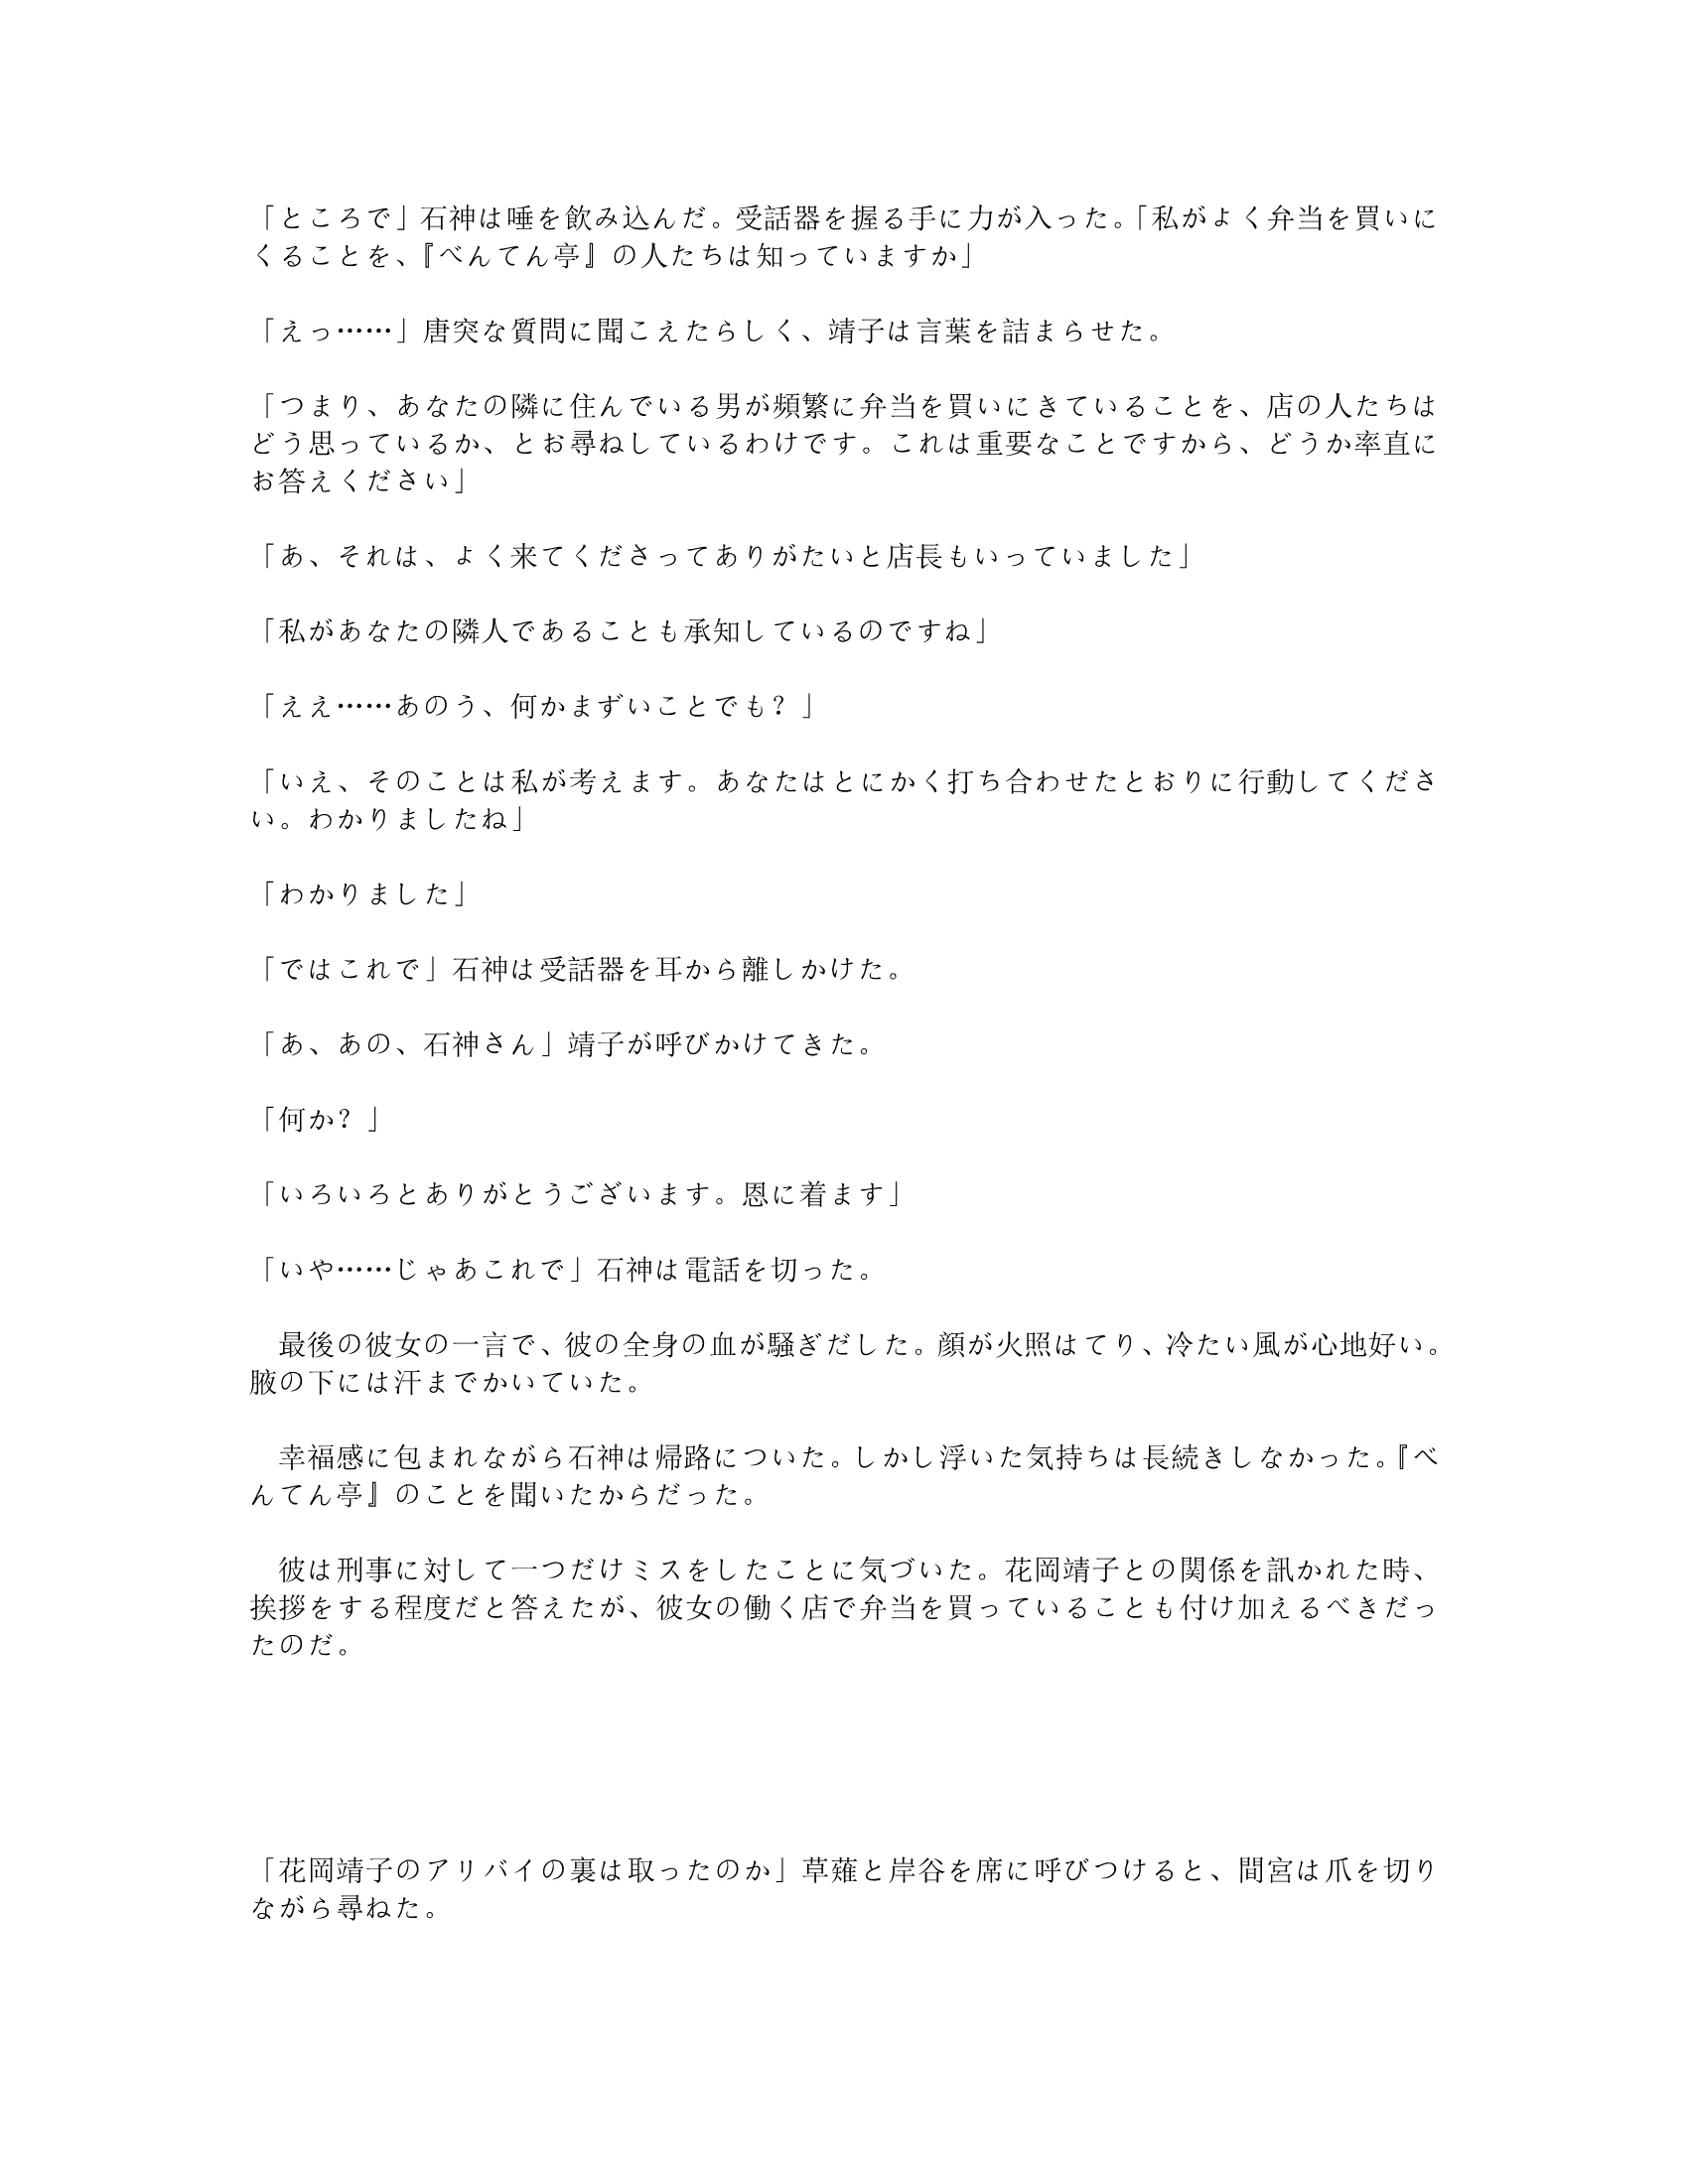 「ところで」石神は唾を飲み込んだ。受話器を握る手に力が入った。「私がよく弁当を買いに
くることを、『べんてん亭』の人たちは知っていますか」
「えっ……」唐突な質問に聞こえたらしく、靖子は言葉を詰まらせた。
「つまり、あなたの隣に住んでいる男が頻繁に弁当を買いにきていることを、店の人たちは
どう思っているか、とお尋ねしているわけです。これは重要なことですから、どうか率直に
お答えください」
「あ、それは、よく来てくださってありがたいと店長もいっていました」
「私があなたの隣人であることも承知しているのですね」
「ええ……あのう、何かまずいことでも？」
「いえ、そのことは私が考えます。あなたはとにかく打ち合わせたとおりに行動してくださ
い。わかりましたね」
「わかりました」
「ではこれで」石神は受話器を耳から離しかけた。
「あ、あの、石神さん」靖子が呼びかけてきた。
「何か？」
「いろいろとありがとうございます。恩に着ます」
「いや……じゃあこれで」石神は電話を切った。
　最後の彼女の一言で、彼の全身の血が騒ぎだした。顔が火照はてり、冷たい風が心地好い。
腋の下には汗までかいていた。
　幸福感に包まれながら石神は帰路についた。しかし浮いた気持ちは長続きしなかった。『べ
んてん亭』のことを聞いたからだった。
　彼は刑事に対して一つだけミスをしたことに気づいた。花岡靖子との関係を訊かれた時、
挨拶をする程度だと答えたが、彼女の働く店で弁当を買っていることも付け加えるべきだっ
たのだ。
「花岡靖子のアリバイの裏は取ったのか」草薙と岸谷を席に呼びつけると、間宮は爪を切り
ながら尋ねた。